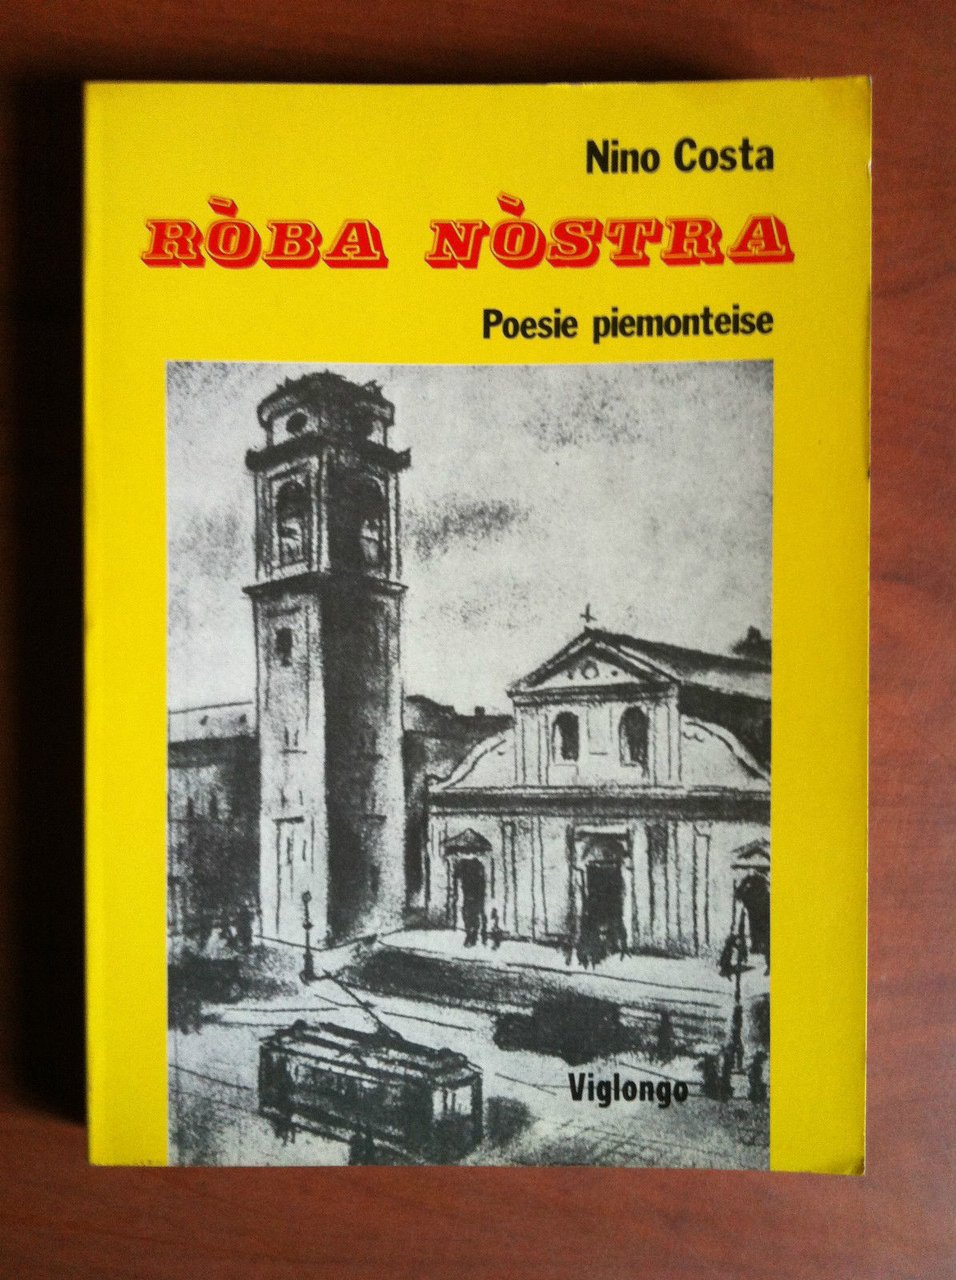 Nino Costa
RÒBA NÒSTRA
Poesie piemonteise
Viglongo